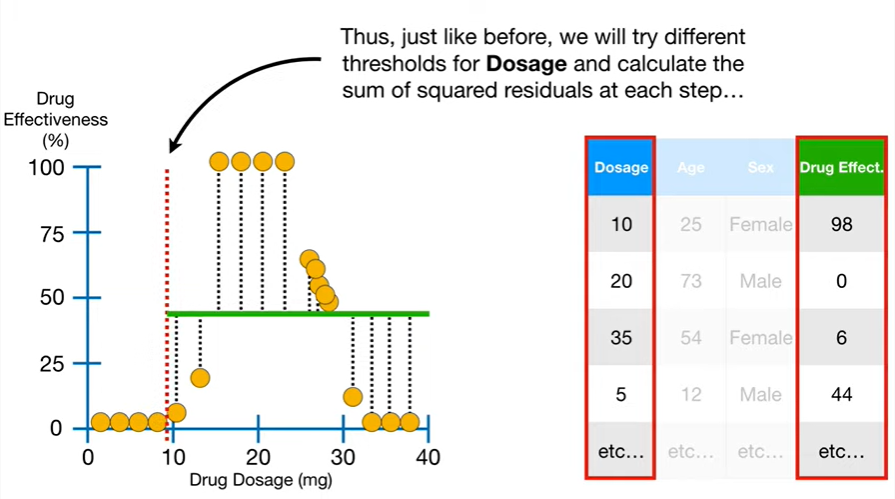 Thus, just like before, we will try different
thresholds for Dosage and calculate the
sum of squared residuals at each step…
Drug
Effectiveness
(%)
100
75
50
25
0
0 10 20 30 40
Drug Dosage (mg)
Dosage Age Sex Drug Effect.
10 25 Female 98
20 73 Male 0
35 54 Female 6
5 12 Male 44
etc… etc… etc… etc…